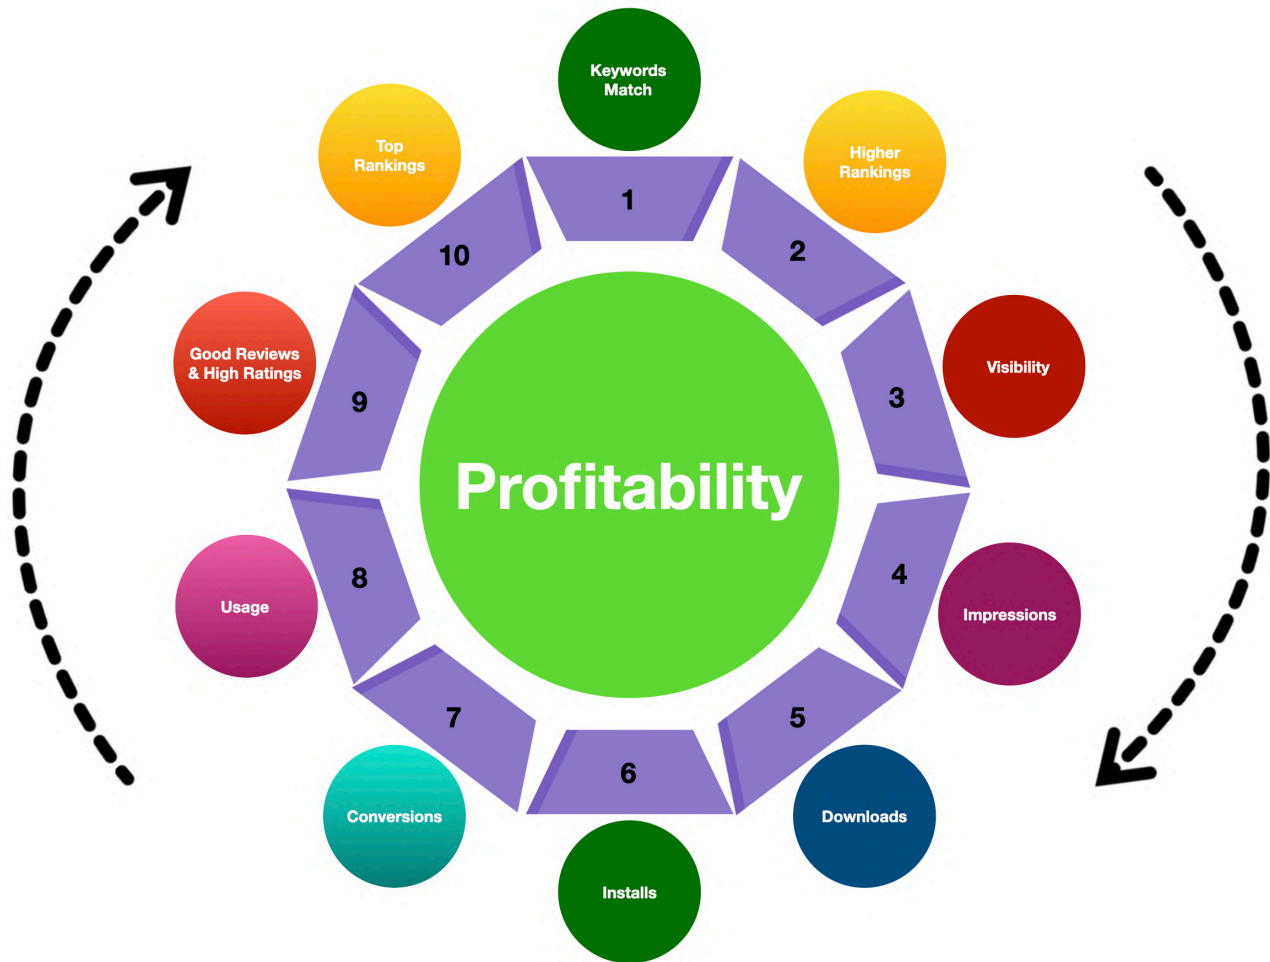 Keywords
Match
1
Higher
Rankings
2
Visibility
3
Impressions
4
Downloads
5
Installs
6
Conversions
7
Usage
8
Good Reviews
& High Ratings
9
Top
Rankings
10
Profitability